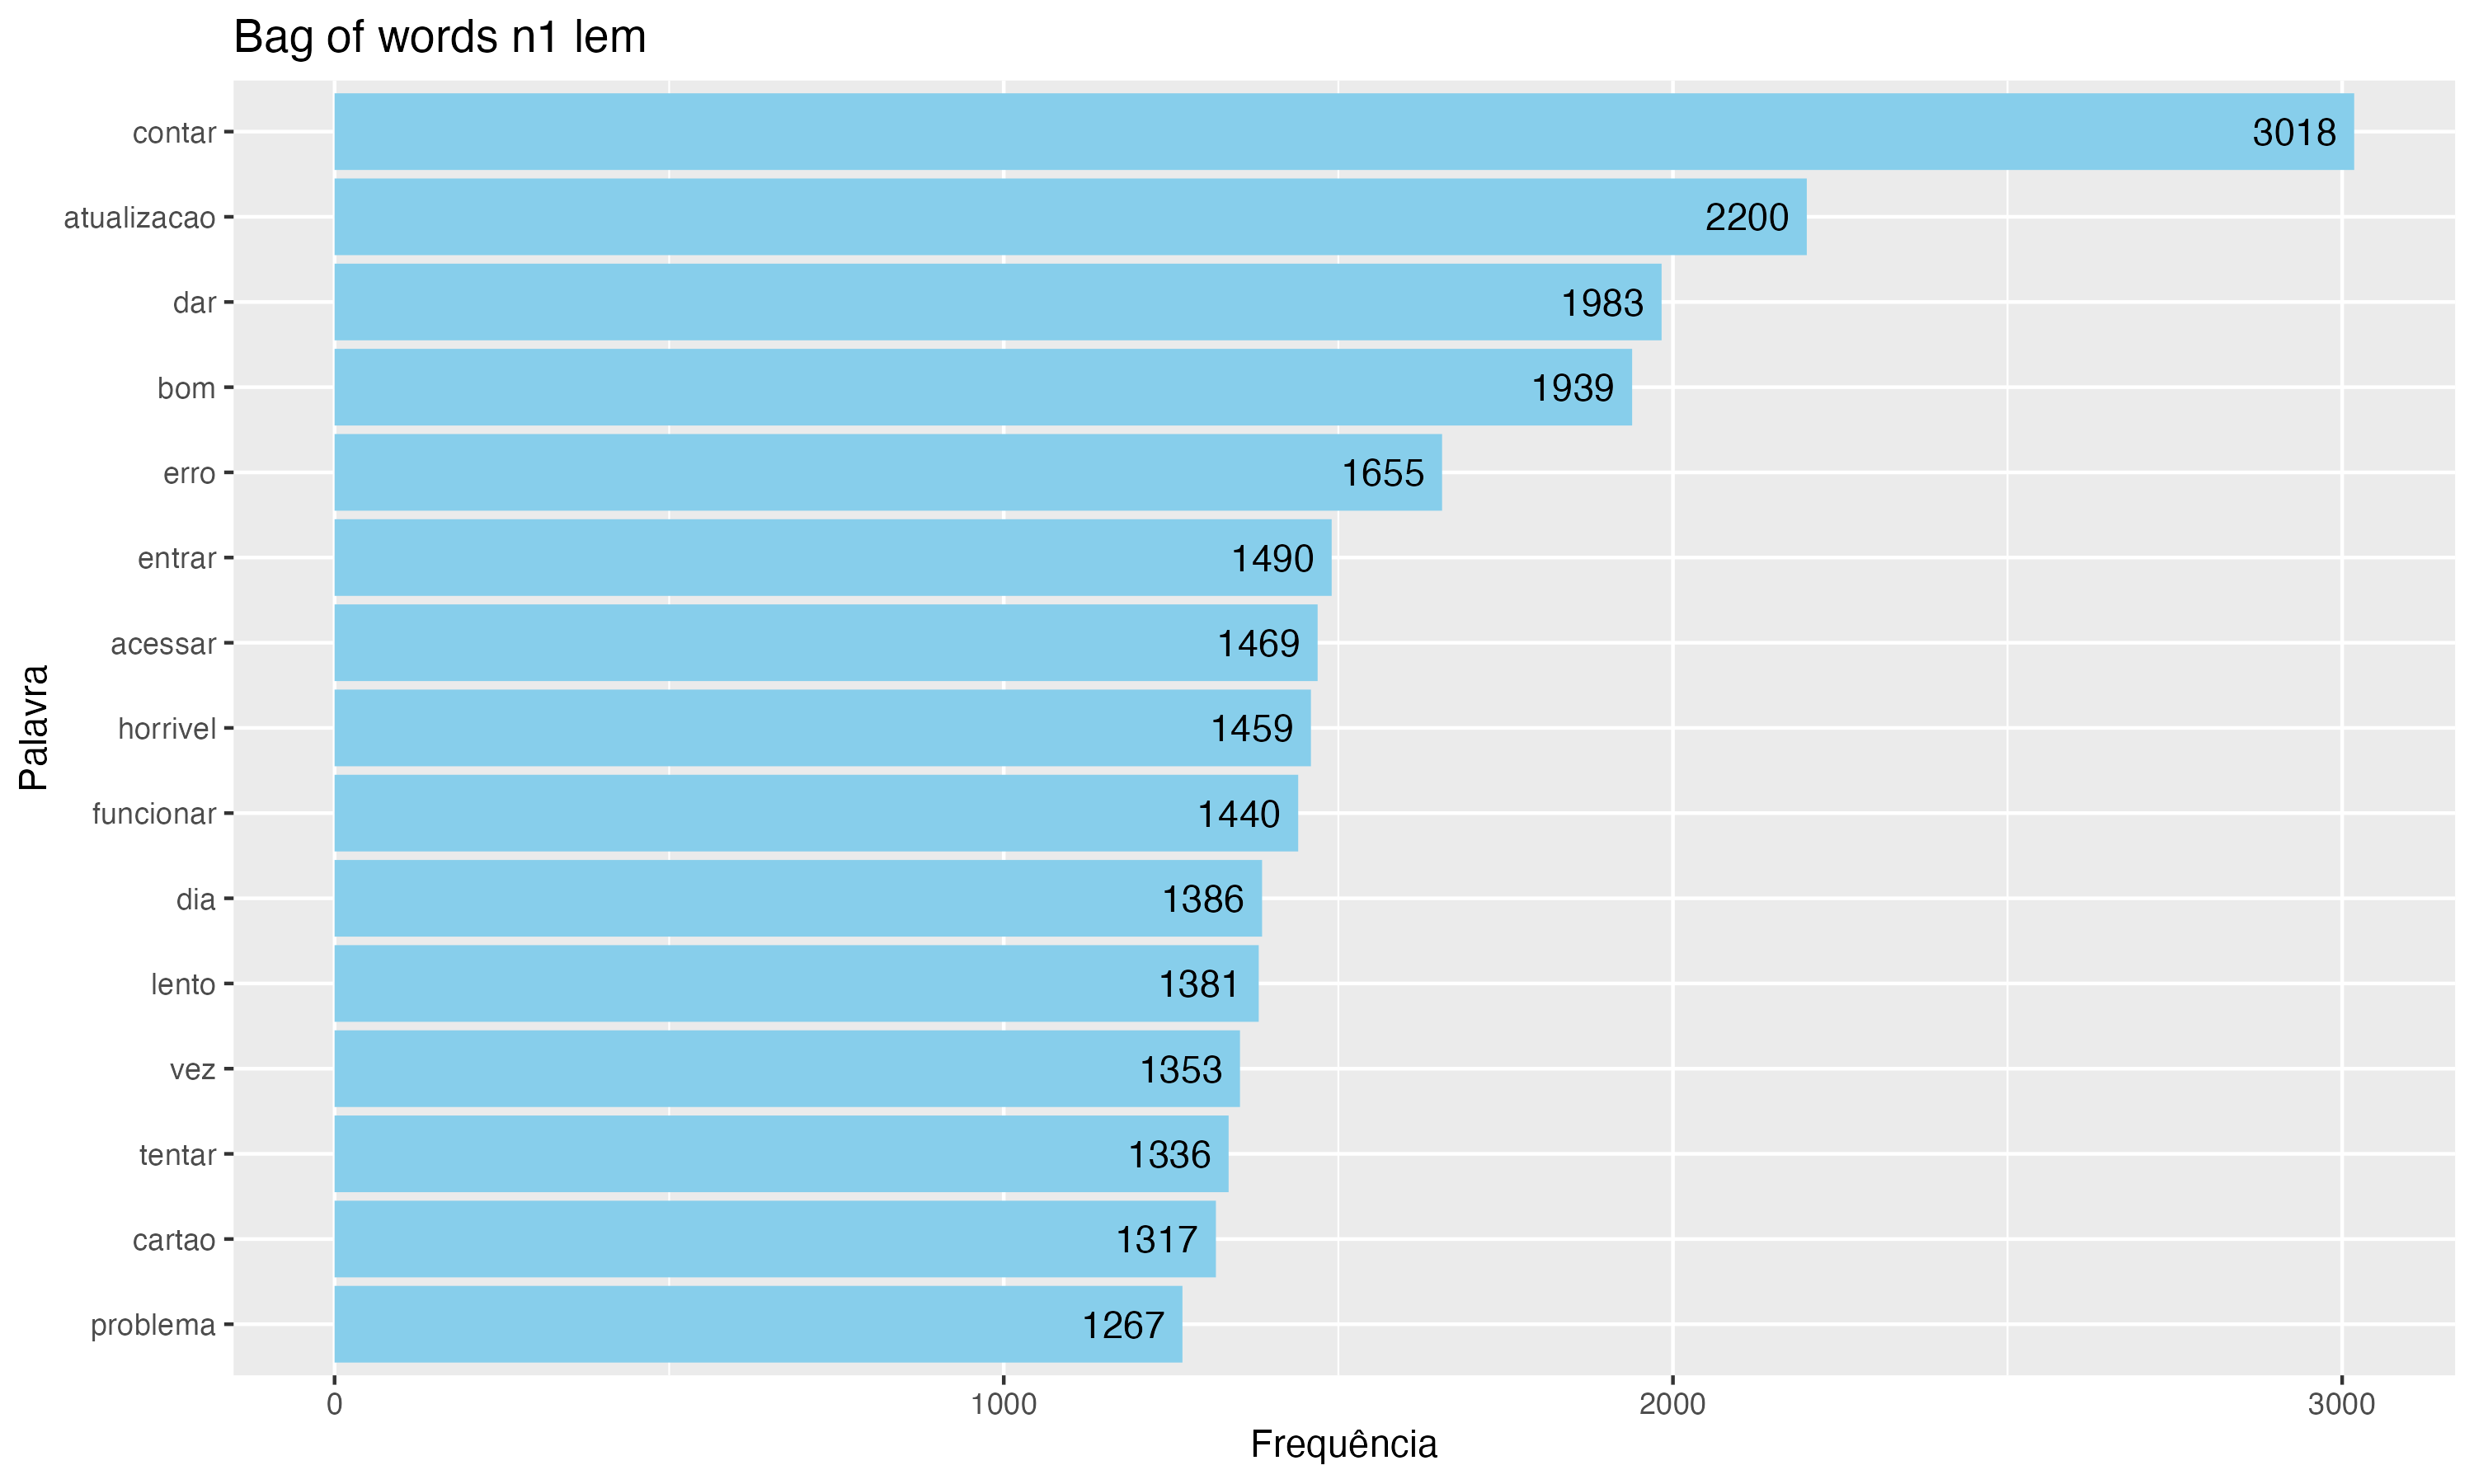 Bag of words n1 lem
contar 3018
atualizacao 2200
dar 1983
bom 1939
erro 1655
entrar 1490
acessar 1469
horrivel 1459
funcionar 1440
dia 1386
lento 1381
vez 1353
tentar 1336
cartao 1317
problema 1267
Palavra
0 1000 2000 3000
Frequência